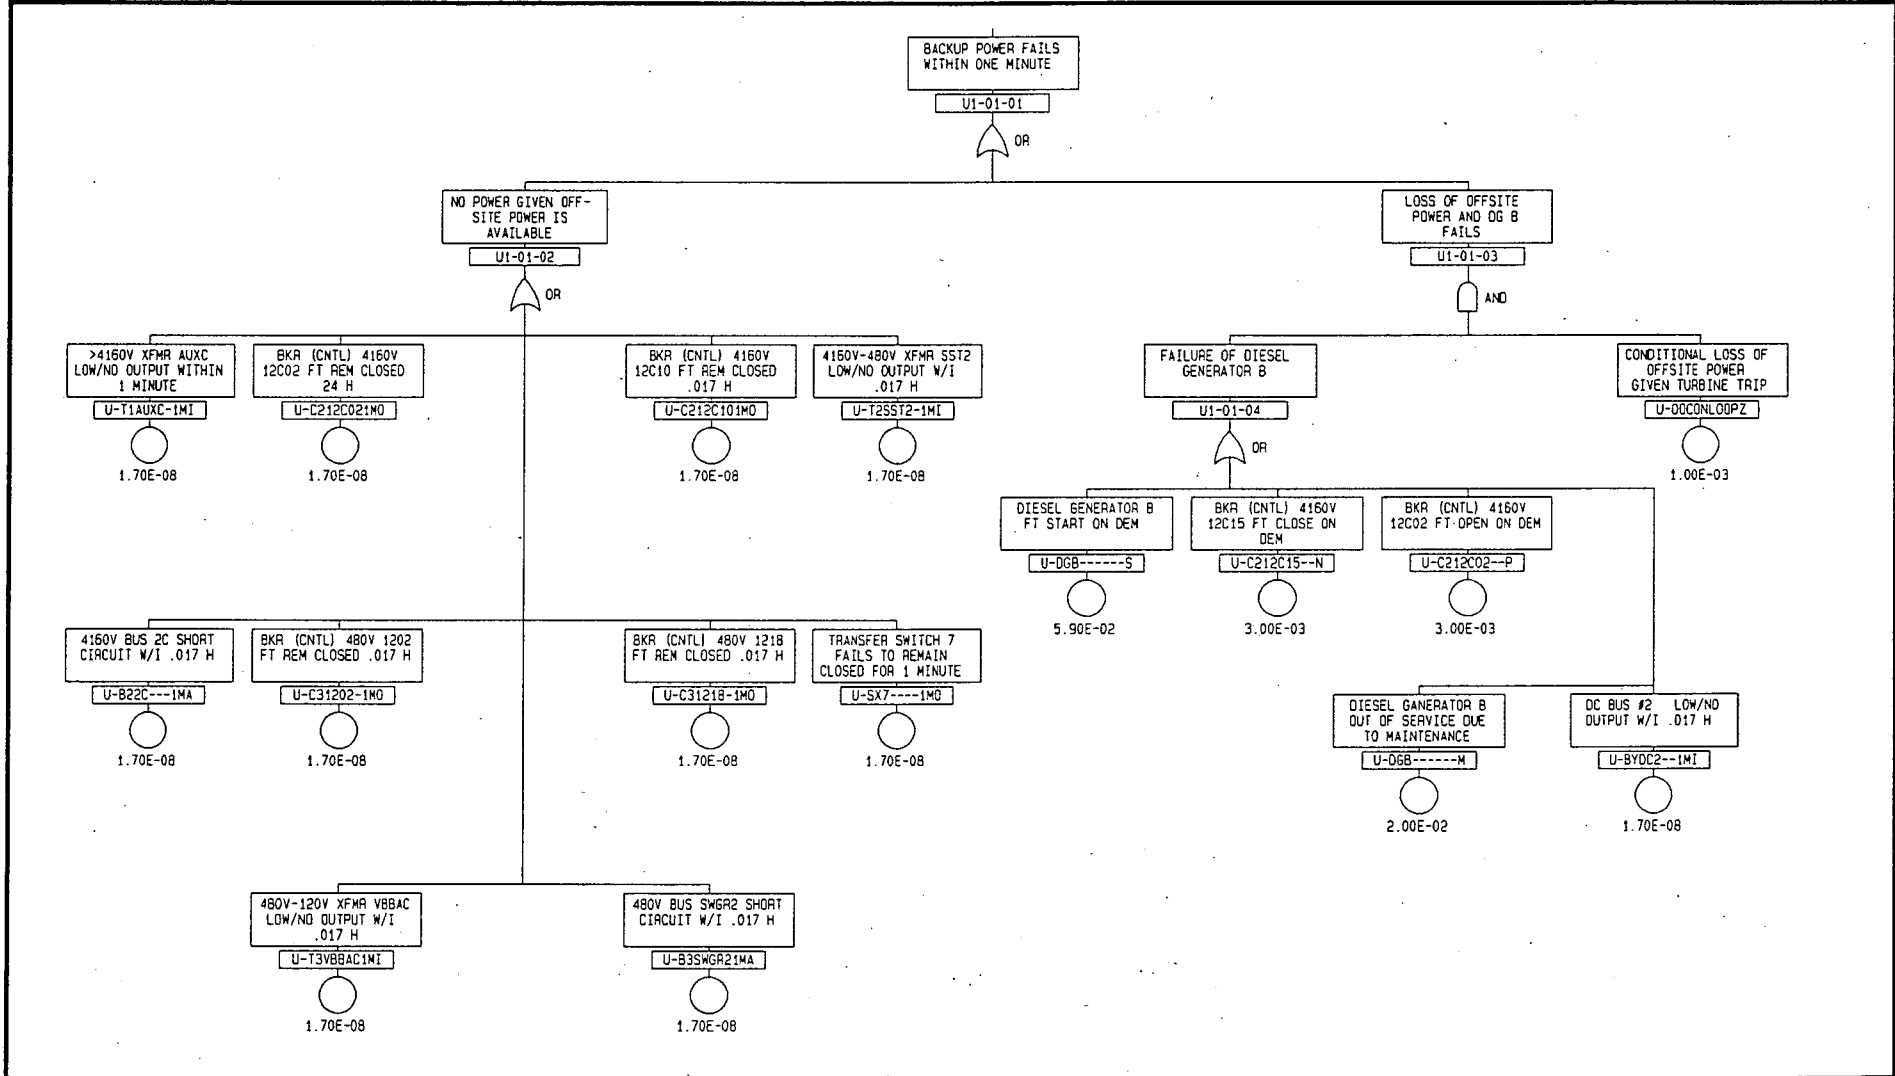 BACKUP POWER FAILS
WITHIN ONE MINUTE
U1-01-01
OR
NO POWER GIVEN OFF-
SITE POWER IS
AVAILABLE
U1-01-02
OR
LOSS OF OFFSITE
POWER AND DG B
FAILS
U1-01-03
AND
>4160V XFMR AUXC
LOW/NO OUTPUT WITHIN
1 MINUTE
U-T1AUXC-1MI
1.70E-08
BKR (CNTL) 4160V
12C02 FT REM CLOSED
24 H
U-C212C021MO
1.70E-08
BKR (CNTL) 4160V
12C10 FT REM CLOSED
.017 H
U-C212C101MO
1.70E-08
4160V-480V XFMR SST2
LOW/NO OUTPUT W/I
.017 H
U-T2SST2-1MI
1.70E-08
FAILURE OF DIESEL
GENERATOR B
U1-01-04
OR
CONDITIONAL LOSS OF
OFFSITE POWER
GIVEN TURBINE TRIP
U-OOCONLOOPZ
1.00E-03
DIESEL GENERATOR B
FT START ON DEM
U-DGB------S
5.90E-02
BKR (CNTL) 4160V
12C15 FT CLOSE ON
DEM
U-C212C15--N
3.00E-03
BKR (CNTL) 4160V
12C02 FT OPEN ON DEM
U-C212C02--P
3.00E-03
4160V BUS 2C SHORT
CIRCUIT W/I .017 H
U-B22C---1MA
1.70E-08
BKR (CNTL) 480V 1202
FT REM CLOSED .017 H
U-C31202-1MO
1.70E-08
BKR (CNTL) 480V 1218
FT REM CLOSED .017 H
U-C31218-1MO
1.70E-08
TRANSFER SWITCH 7
FAILS TO REMAIN
CLOSED FOR 1 MINUTE
U-SX7----1MO
1.70E-08
DIESEL GANERATOR B
OUT OF SERVICE DUE
TO MAINTENANCE
U-DGB------M
2.00E-02
DC BUS #2 LOW/NO
OUTPUT W/I .017 H
U-BYDC2--1MI
1.70E-08
480V-120V XFMR VBBAC
LOW/NO OUTPUT W/I
.017 H
U-T3VBBAC1MI
1.70E-08
480V BUS SWGR2 SHORT
CIRCUIT W/I .017 H
U-B3SWGR21MA
1.70E-08